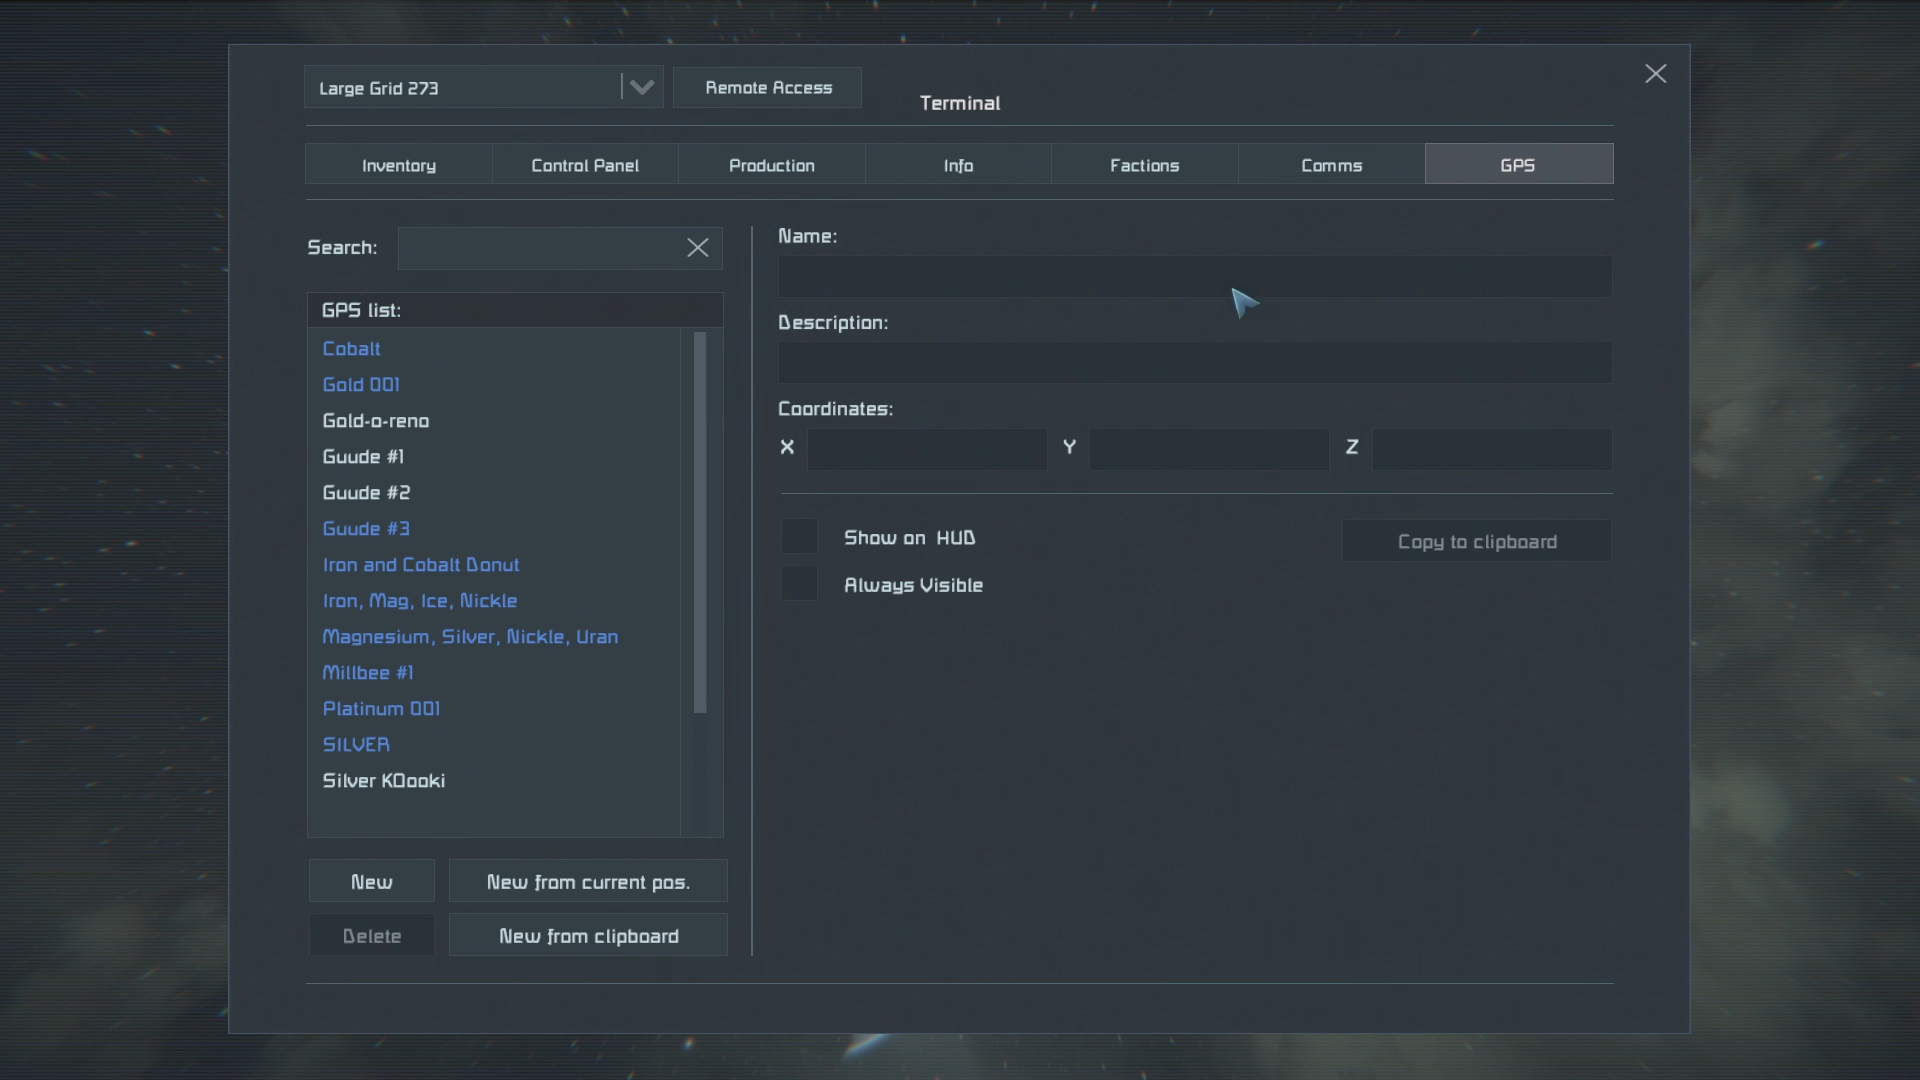 Large Grid 273
Remote Access
Terminal
Inventory
Control Panel
Production
Info
Factions
Comms
GPS
Search:
GPS list:
Cobalt
Gold 001
Gold-o-reno
Guude #1
Guude #2
Guude #3
Iron and Cobalt Donut
Iron, Mag, Ice, Nickle
Magnesium, Silver, Nickle, Uran
Millbee #1
Platinum 001
SILVER
Silver KOooki
New
New from current pos.
Delete
New from clipboard
Name:
Description:
Coordinates:
X
Y
Z
Show on HUD
Copy to clipboard
Always Visible